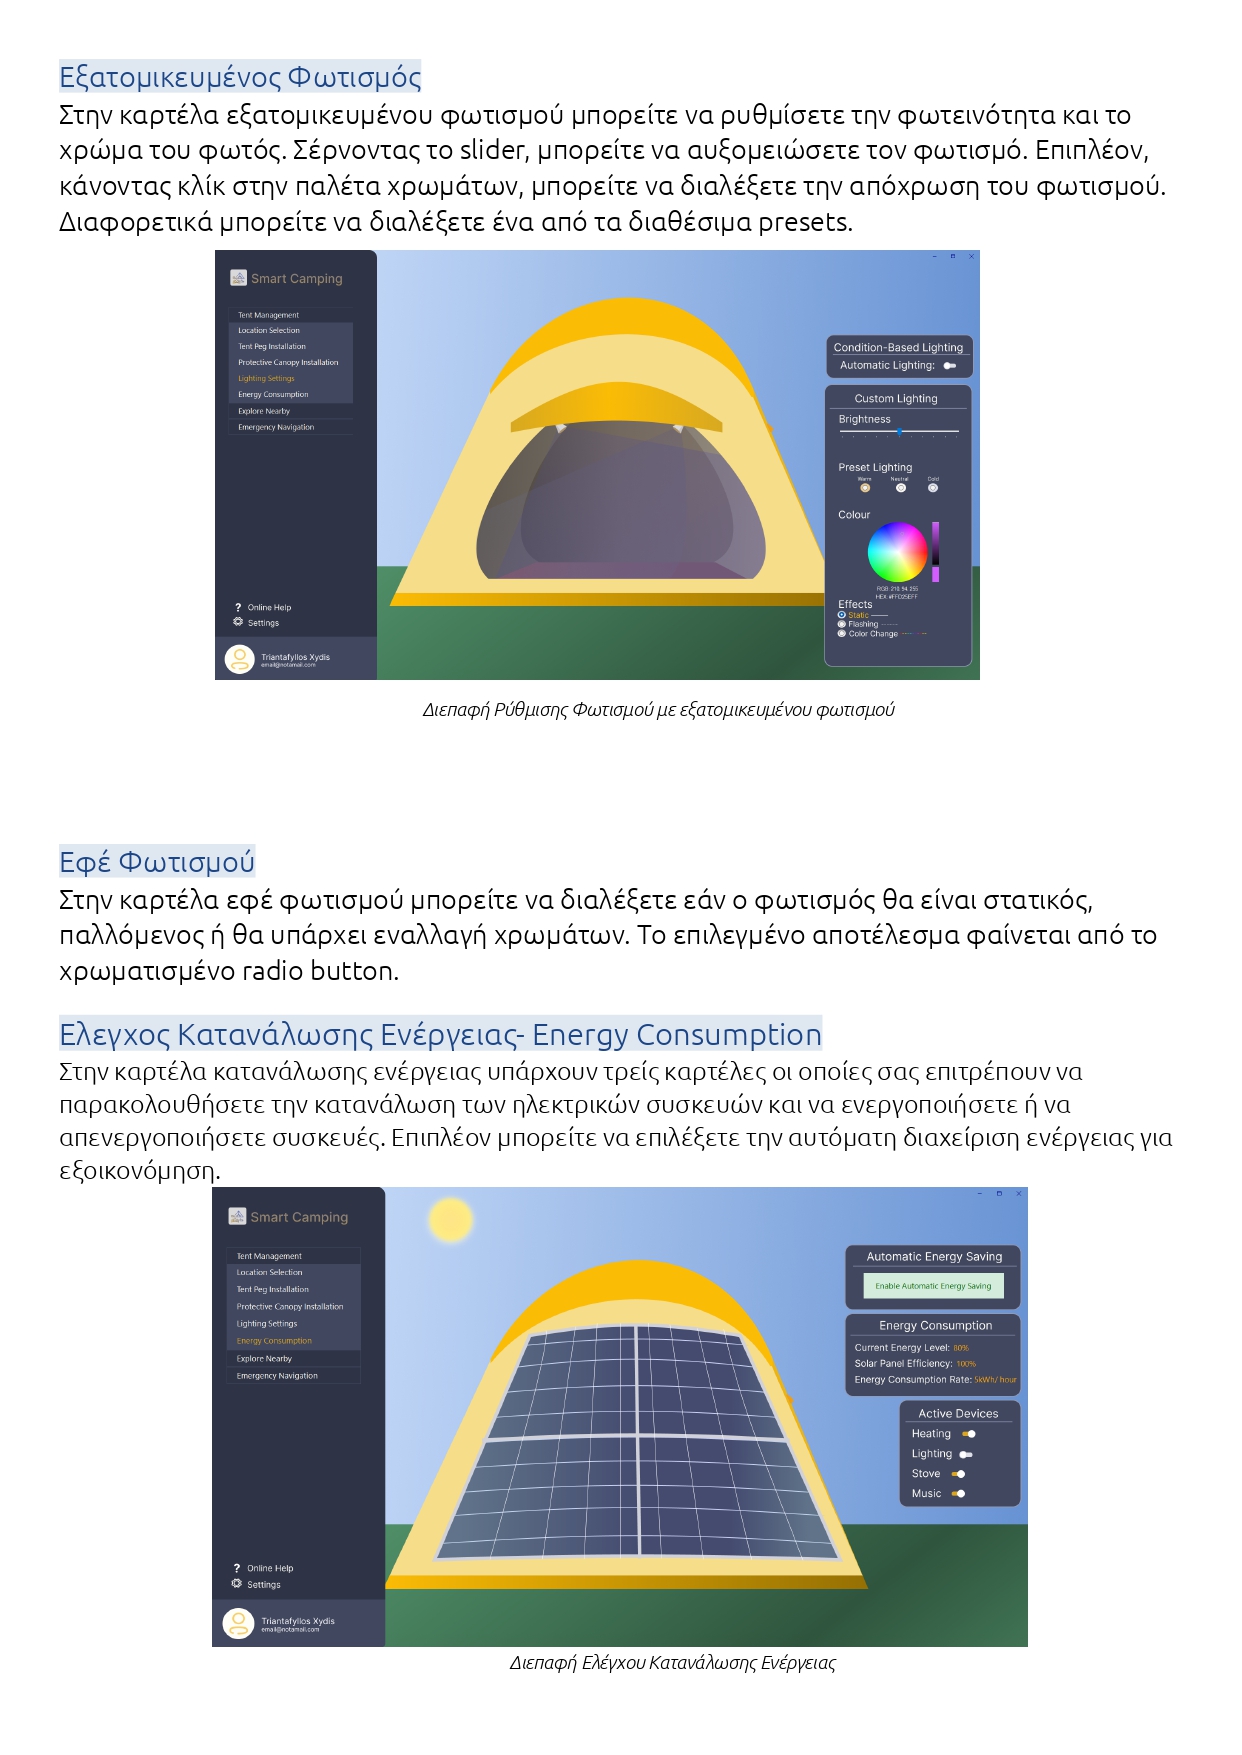 Εξατομικευμένος Φωτισμός
Στην καρτέλα εξατομικευμένου φωτισμού μπορείτε να ρυθμίσετε την φωτεινότητα και το
χρώμα του φωτός. Σέρνοντας το slider, μπορείτε να αυξομειώσετε τον φωτισμό. Επιπλέον,
κάνοντας κλίκ στην παλέτα χρωμάτων, μπορείτε να διαλέξετε την απόχρωση του φωτισμού.
Διαφορετικά μπορείτε να διαλέξετε ένα από τα διαθέσιμα presets.
Smart Camping
Tent Management
Location Selection
Tent Peg Installation
Protective Canopy Installation
Lighting Settings
Energy Consumption
Explore Nearby
Emergency Navigation
? Online Help
Settings
Triantafyllos Xydis
email@notamail.com
Condition-Based Lighting
Automatic Lighting:
Custom Lighting
Brightness
Preset Lighting
Warm Neutral Cold
Colour
RGB: 210, 94, 255
HEX: #FFD25EFF
Effects
Static
Flashing
Color Change
Διεπαφή Ρύθμισης Φωτισμού με εξατομικευμένου φωτισμού
Εφέ Φωτισμού
Στην καρτέλα εφέ φωτισμού μπορείτε να διαλέξετε εάν ο φωτισμός θα είναι στατικός,
παλλόμενος ή θα υπάρχει εναλλαγή χρωμάτων. Το επιλεγμένο αποτέλεσμα φαίνεται από το
χρωματισμένο radio button.
Ελεγχος Κατανάλωσης Ενέργειας- Energy Consumption
Στην καρτέλα κατανάλωσης ενέργειας υπάρχουν τρείς καρτέλες οι οποίες σας επιτρέπουν να
παρακολουθήσετε την κατανάλωση των ηλεκτρικών συσκευών και να ενεργοποιήσετε ή να
απενεργοποιήσετε συσκευές. Επιπλέον μπορείτε να επιλέξετε την αυτόματη διαχείριση ενέργειας για
εξοικονόμηση.
Smart Camping
Tent Management
Location Selection
Tent Peg Installation
Protective Canopy Installation
Lighting Settings
Energy Consumption
Explore Nearby
Emergency Navigation
? Online Help
Settings
Triantafyllos Xydis
email@notamail.com
Automatic Energy Saving
Enable Automatic Energy Saving
Energy Consumption
Current Energy Level: 80%
Solar Panel Efficiency: 100%
Energy Consumption Rate: 5kWh/ hour
Active Devices
Heating
Lighting
Stove
Music
Διεπαφή Ελέγχου Κατανάλωσης Ενέργειας